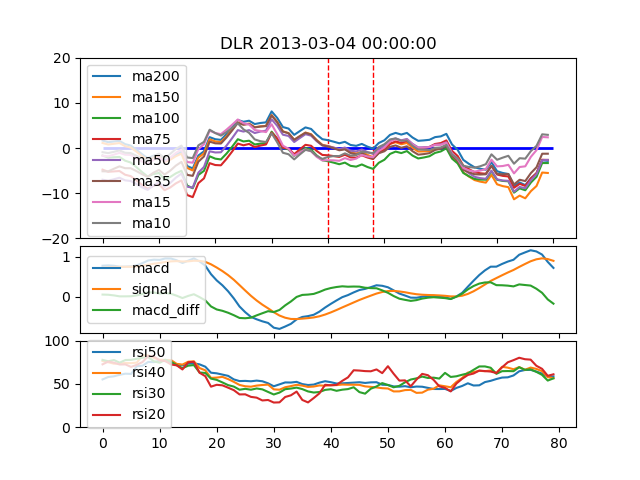 DLR 2013-03-04 00:00:00
20
10
0
−10
−20
ma200
ma150
ma100
ma75
ma50
ma35
ma15
ma10
1
0
macd
signal
macd_diff
100
50
0
rsi50
rsi40
rsi30
rsi20
0 10 20 30 40 50 60 70 80